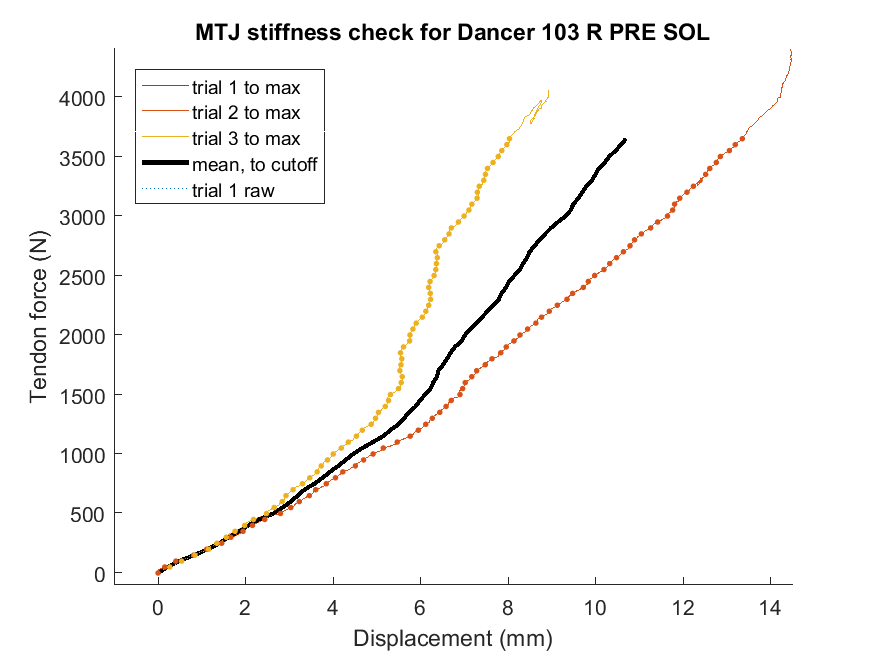 MTJ stiffness check for Dancer 103 R PRE SOL
trial 1 to max
trial 2 to max
trial 3 to max
mean, to cutoff
trial 1 raw
4000
3500
3000
2500
2000
1500
1000
500
0
Tendon force (N)
0 2 4 6 8 10 12 14
Displacement (mm)